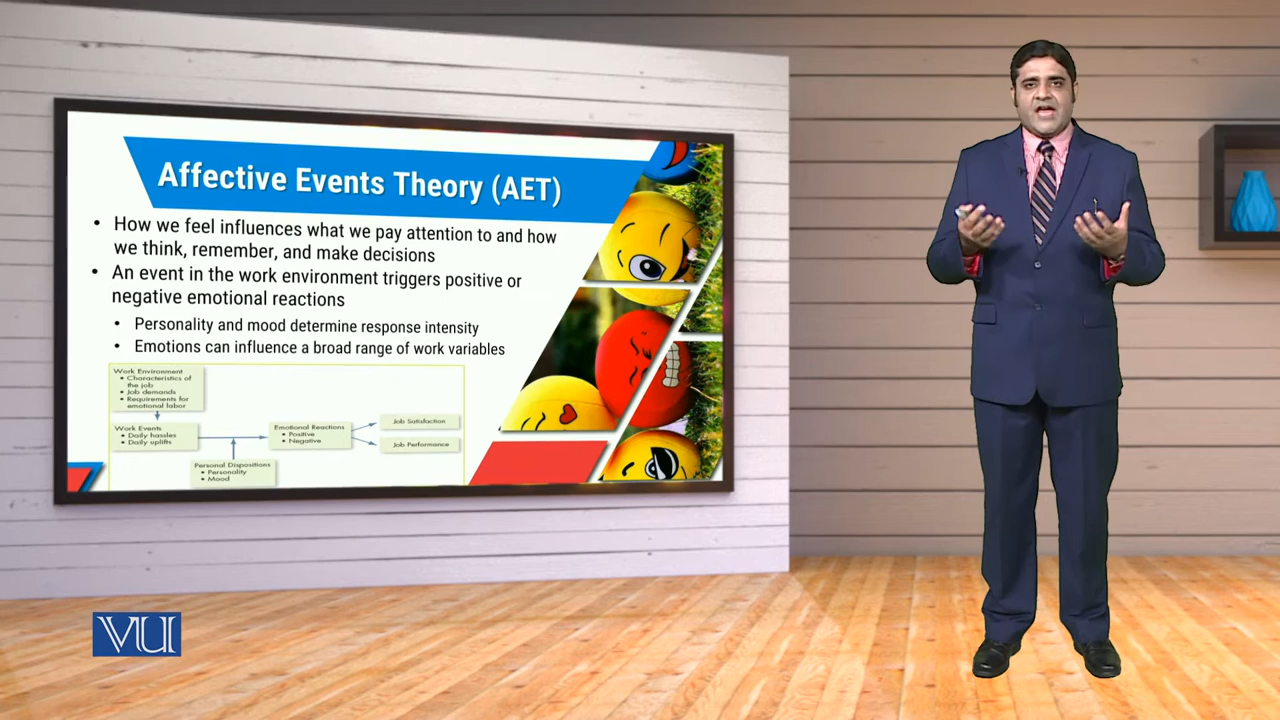 Affective Events Theory (AET)
• How we feel influences what we pay attention to and how
we think, remember, and make decisions
• An event in the work environment triggers positive or
negative emotional reactions
• Personality and mood determine response intensity
• Emotions can influence a broad range of work variables
Work Environment
• Characteristics of
the job
• Job demands
• Requirements for
emotional labor
Work Events
• Daily hassles
• Daily uplifts
Personal Dispositions
• Personality
• Mood
Emotional Reactions
• Positive
• Negative
Job Satisfaction
Job Performance
VU